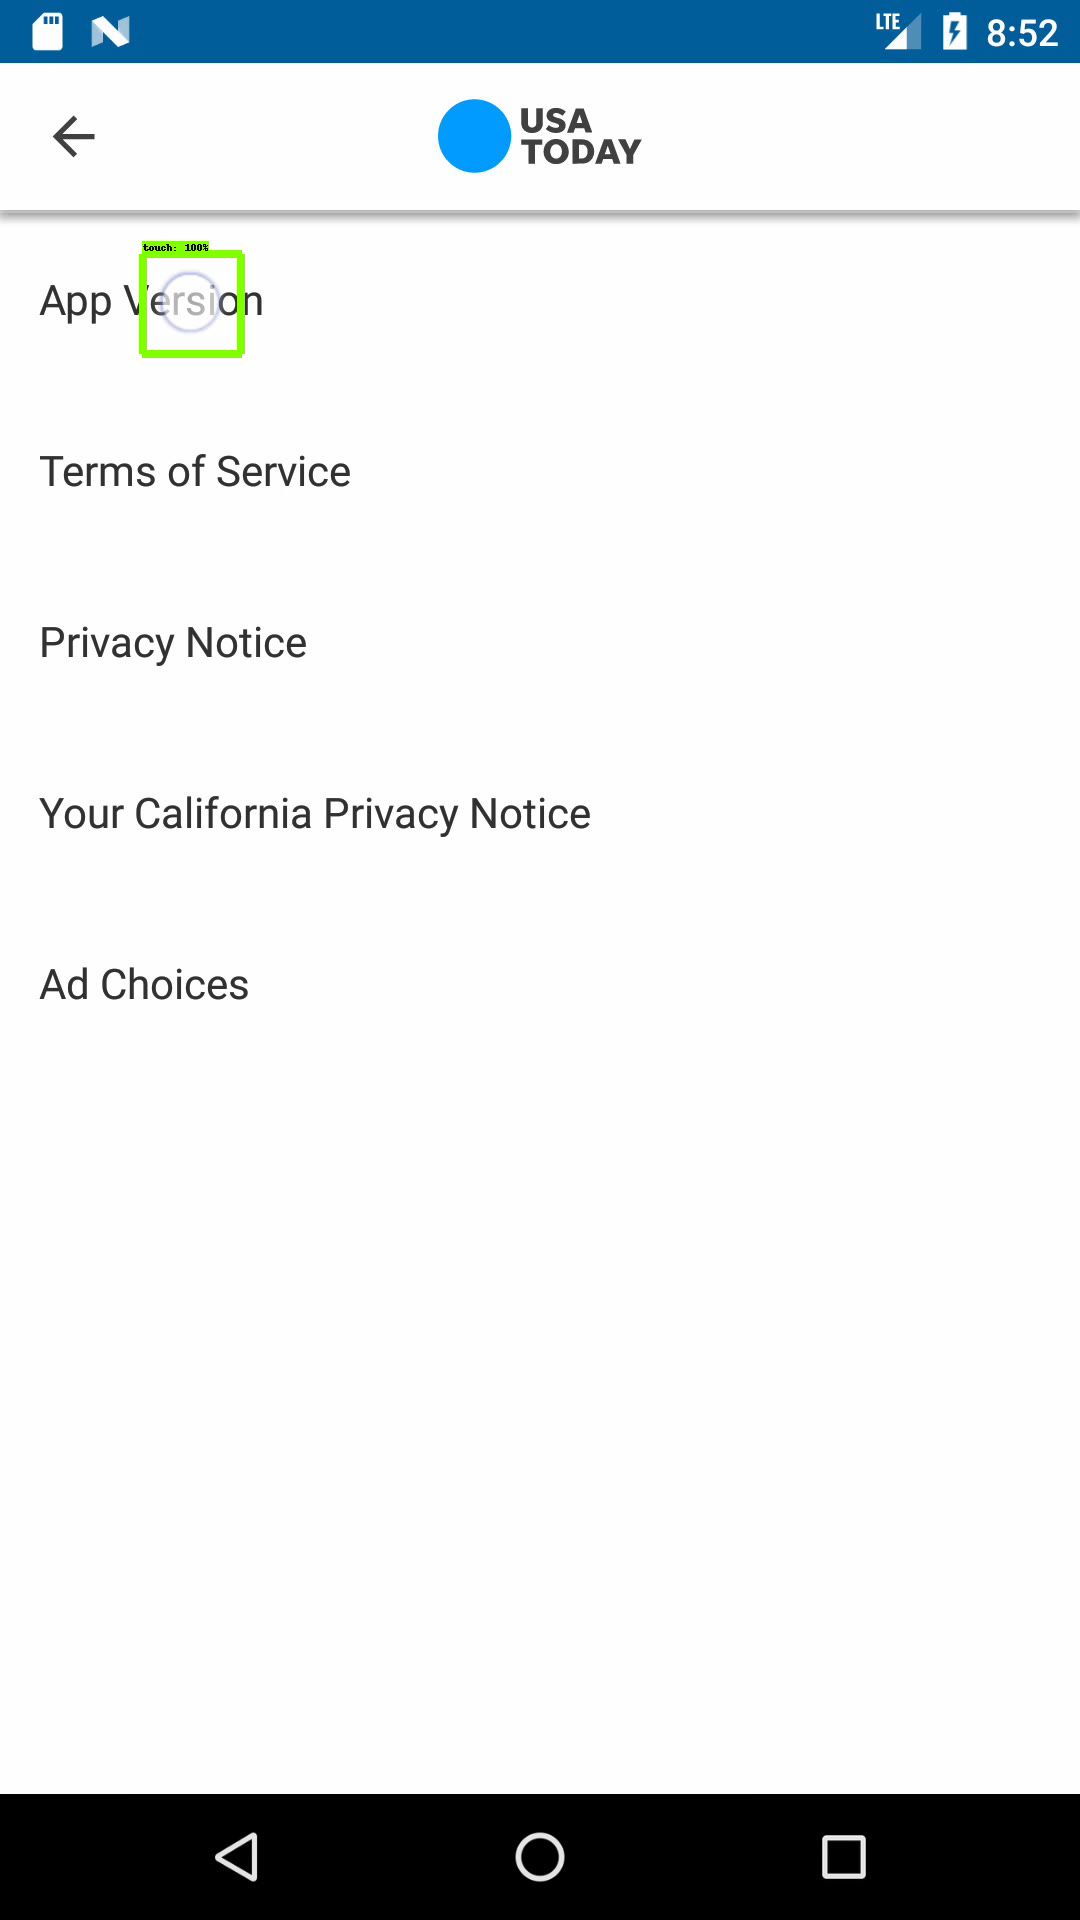 LTE 8:52
USA
TODAY
touch: 100%
App Version
Terms of Service
Privacy Notice
Your California Privacy Notice
Ad Choices